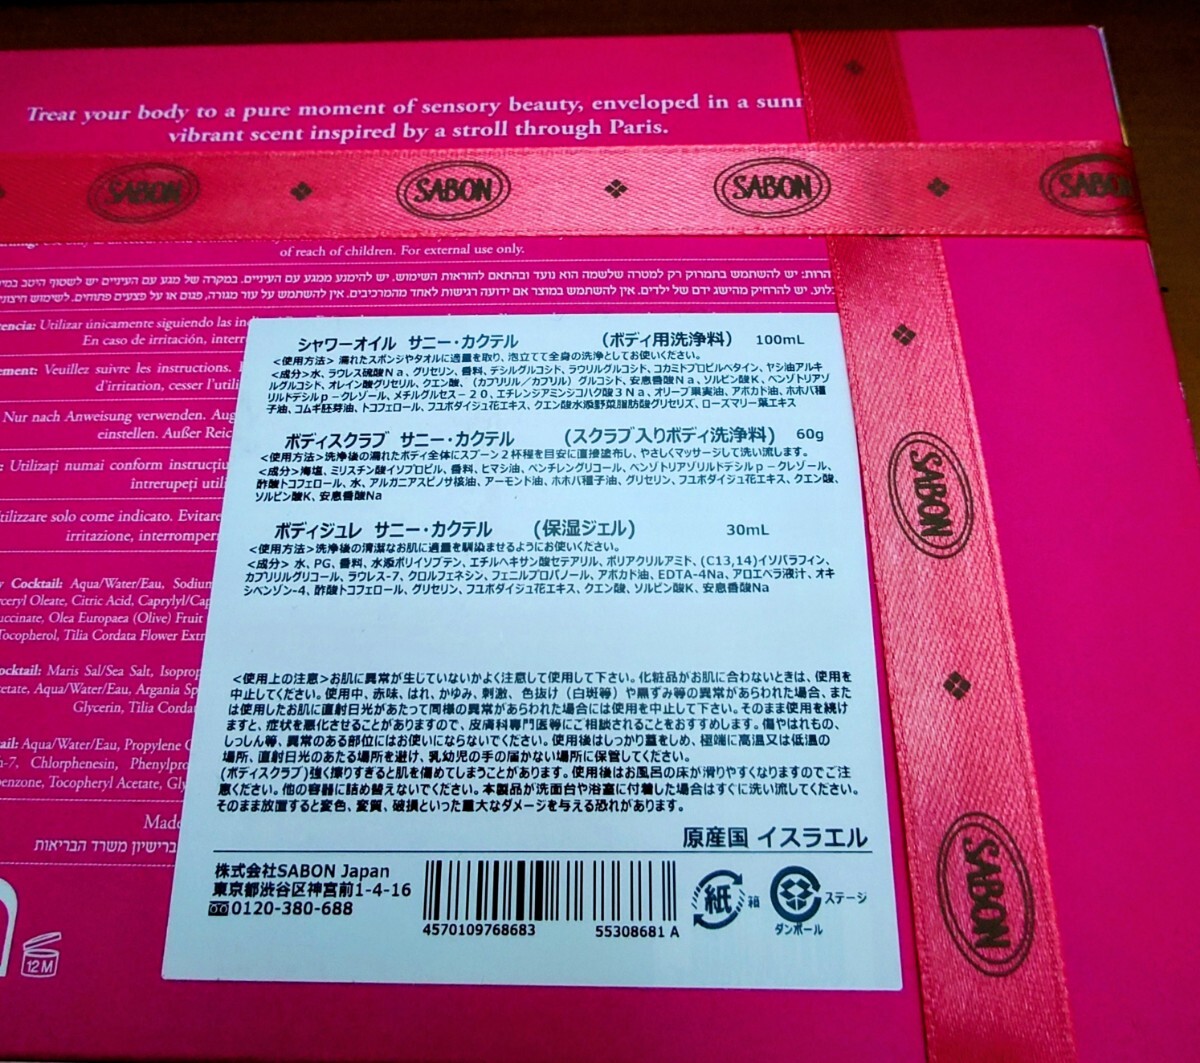 Treat your body to a pure moment of sensory beauty, enveloped in a
vibrant scent inspired by a stroll through Paris.
SABON SABON SABON SABON
of reach of children. For external use only.
Utilizar únicamente siguiendo las
En caso de irritación,
Veuillez suivre les instructions.
d'irritation, cesser
Nur nach Anweisung verwenden.
einstellen. Außer
Utilizați numai conform
solo come indicato. Evitare
irritazione,
Cocktail: Aqua/Water/Eau,
Oleate, Citric Acid,
Olea Europaea (Olive) Fruit
Tocopherol, Tilia Cordata Flower
Maris Sal/Sea Salt,
Aqua/Water/Eau, Argania
Glycerin, Tilia
Aqua/Water/Eau, Propylene
Chlorphenesin,
Tocopheryl Acetate,
ברישיון משרד הבריאות
12M
シャワーオイル サニー・カクテル (ボディ用洗浄料) 100mL
<使用方法> 濡れたスポンジやタオルに適量を取り、泡立てて全身の洗浄としてお使いください。
<成分>水、ラウレス硫酸Na、グリセリン、香料、デシルグルコシド、ラウリルグルコシド、コカミドプロピルベタイン、ヤシ油アルキ
ルグルコシド、オレイン酸グリセリル、クエン酸、(カプリリル/カプリル)グルコシド、安息香酸Na、ソルビン酸K、ベンゾトリアゾ
リルドデシルp-クレゾール、メチルグルセス-20、エチレンジアミンジコハク酸3Na、オリーブ果実油、アボカド油、ホホバ種
子油、コムギ胚芽油、トコフェロール、フユボダイジュ花エキス、クエン酸水添野菜脂肪酸グリセリズ、ローズマリー葉エキス
ボディスクラブ サニー・カクテル (スクラブ入りボディ洗浄料) 60g
<使用方法>洗浄後の濡れたボディ全体にスプーン2杯程を目安に直接塗布し、やさしくマッサージして洗い流します。
<成分>海塩、ミリスチン酸イソプロピル、香料、ヒマシ油、ペンチレングリコール、ベンゾトリアゾリルドデシルp-クレゾール、
酢酸トコフェロール、水、アルガニアスピノサ核油、アーモンド油、ホホバ種子油、グリセリン、フユボダイジュ花エキス、クエン酸、
ソルビン酸K、安息香酸Na
ボディジュレ サニー・カクテル (保湿ジェル) 30mL
<使用方法>洗浄後の清潔なお肌に適量を馴染ませるようにお使いください。
<成分> 水、PG、香料、水添ポリイソブテン、エチルヘキサン酸セテアリル、ポリアクリルアミド、(C13,14)イソパラフィン、
カプリリルグリコール、ラウレス-7、クロルフェネシン、フェニルプロパノール、アボカド油、EDTA-4Na、アロエベラ液汁、オキ
シベンゾン-4、酢酸トコフェロール、グリセリン、フユボダイジュ花エキス、クエン酸、ソルビン酸K、安息香酸Na
<使用上の注意>お肌に異常が生じていないかよく注意して使用して下さい。化粧品がお肌に合わないときは、使用を
中止してください。使用中、赤味、はれ、かゆみ、刺激、色抜け(白斑等)や黒ずみ等の異常があらわれた場合、また
は使用したお肌に直射日光があたって同様の異常があらわれた場合には使用を中止して下さい。そのまま使用を続け
ますと、症状を悪化させることがありますので、皮膚科専門医等にご相談されることをおすすめします。傷やはれもの、
しっしん等、異常のある部位にはお使いにならないでください。使用後はしっかり蓋をしめ、極端に高温又は低温の
場所、直射日光のあたる場所を避け、乳幼児の手の届かない場所に保管してください。
(ボディスクラブ)強く擦りすぎると肌を傷めてしまうことがあります。使用後はお風呂の床が滑りやすくなりますのでご注
意ください。他の容器に詰め替えないでください。本製品が洗面台や浴室に付着した場合はすぐに洗い流してください。
そのまま放置すると変色、変質、破損といった重大なダメージを与える恐れがあります。
原産国 イスラエル
株式会社SABON Japan
東京都渋谷区神宮前1-4-16
0120-380-688
4570109768683 55308681 A
紙 箱
ダンボール ステージ
SABON
SABON